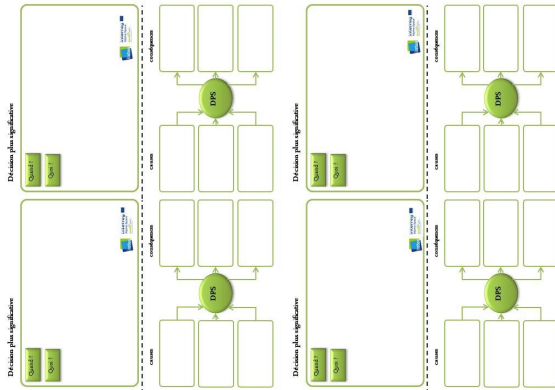 Décision plus significative
Quand ?
Quoi ?
causes
DPS
conséquences
Décision plus significative
Quand ?
Quoi ?
causes
DPS
conséquences
Décision plus significative
Quand ?
Quoi ?
causes
DPS
conséquences
Décision plus significative
Quand ?
Quoi ?
causes
DPS
conséquences